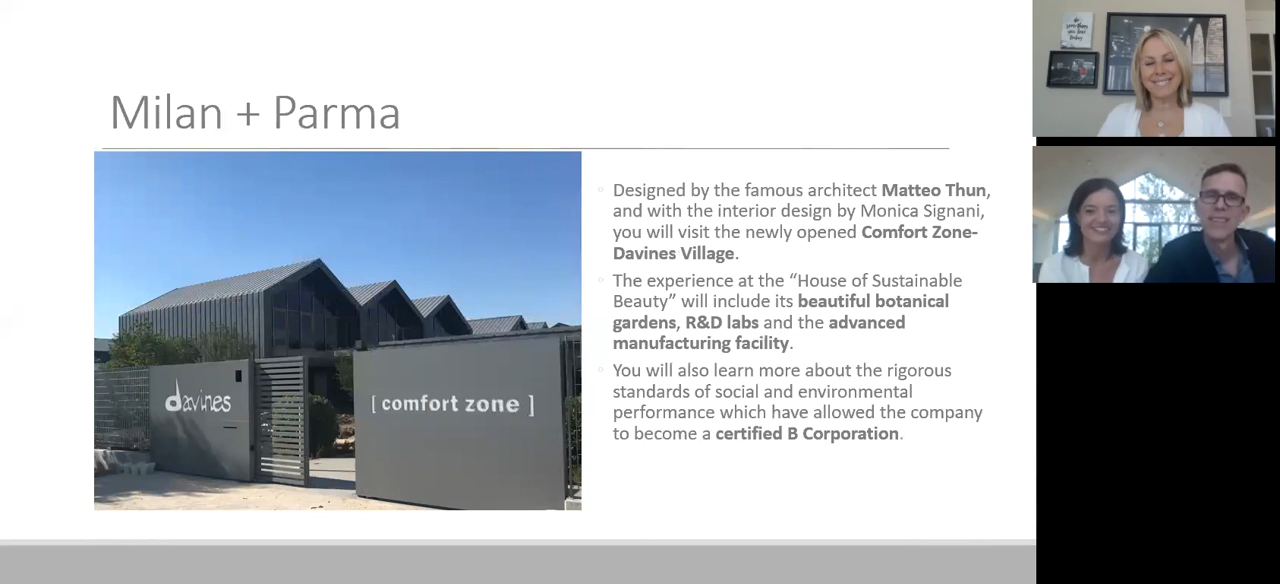 Milan + Parma
Designed by the famous architect Matteo Thun,
and with the interior design by Monica Signani,
you will visit the newly opened Comfort Zone-
Davines Village.
The experience at the “House of Sustainable
Beauty” will include its beautiful botanical
gardens, R&D labs and the advanced
manufacturing facility.
You will also learn more about the rigorous
standards of social and environmental
performance which have allowed the company
to become a certified B Corporation.
davines
[ comfort zone ]